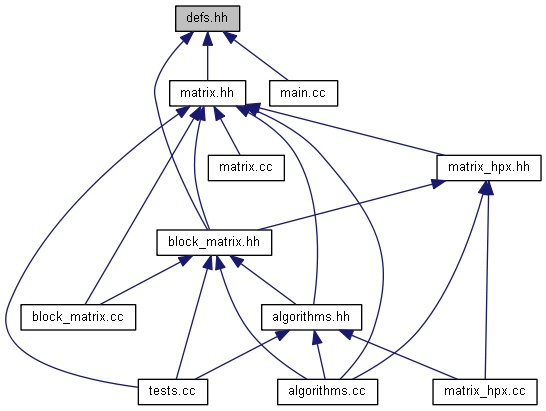 defs.hh
matrix.hh
main.cc
matrix.cc
matrix_hpx.hh
block_matrix.hh
block_matrix.cc
algorithms.hh
tests.cc
algorithms.cc
matrix_hpx.cc